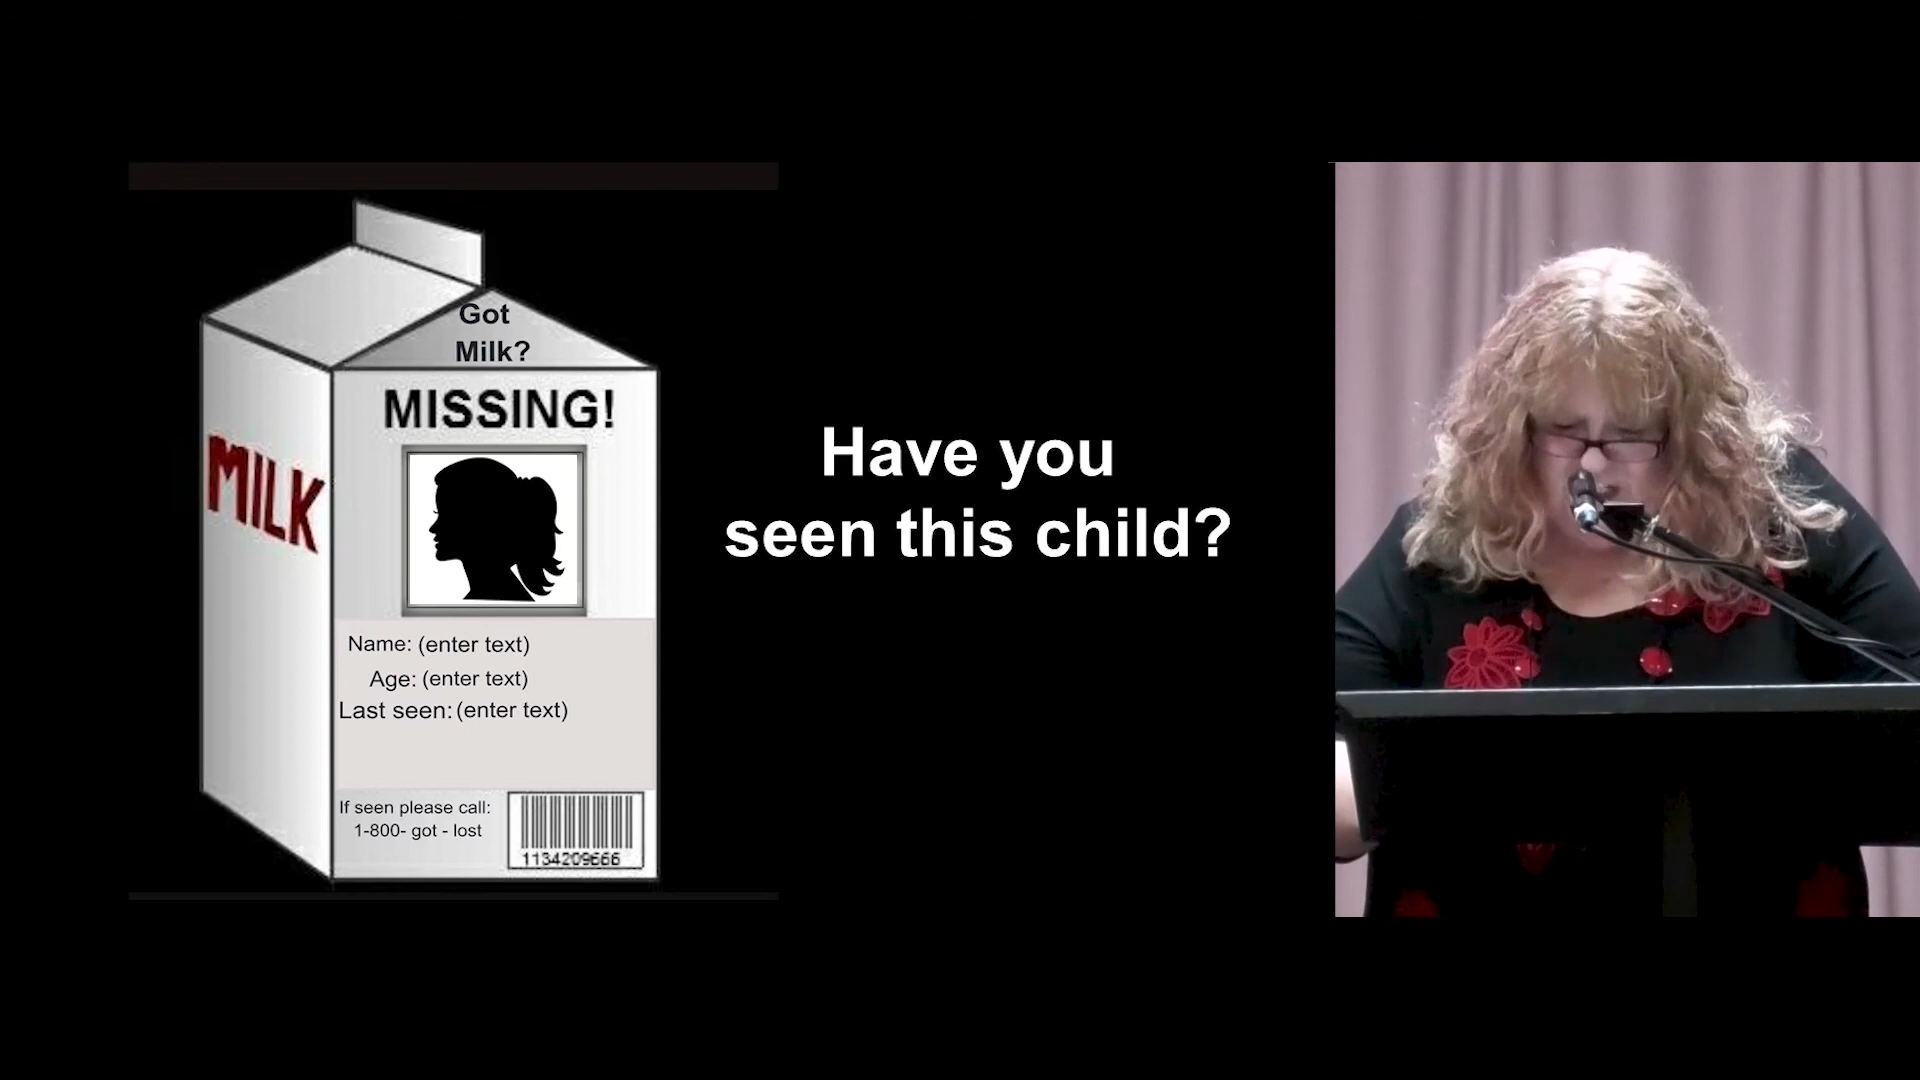 Got
Milk?
MISSING!
MILK
Name: (enter text)
Age: (enter text)
Last seen: (enter text)
If seen please call:
1-800- got - lost
1134209666
Have you
seen this child?